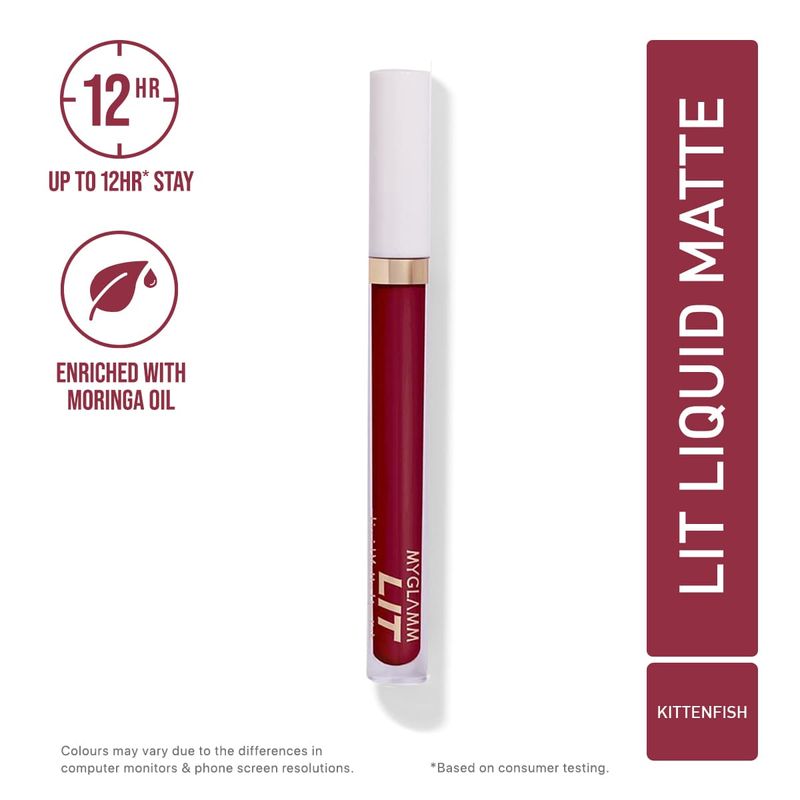 12 HR
UP TO 12HR* STAY
ENRICHED WITH
MORINGA OIL
MYGLAMM
LIT
LIT LIQUID MATTE
KITTENFISH
Colours may vary due to the differences in
computer monitors & phone screen resolutions.
*Based on consumer testing.